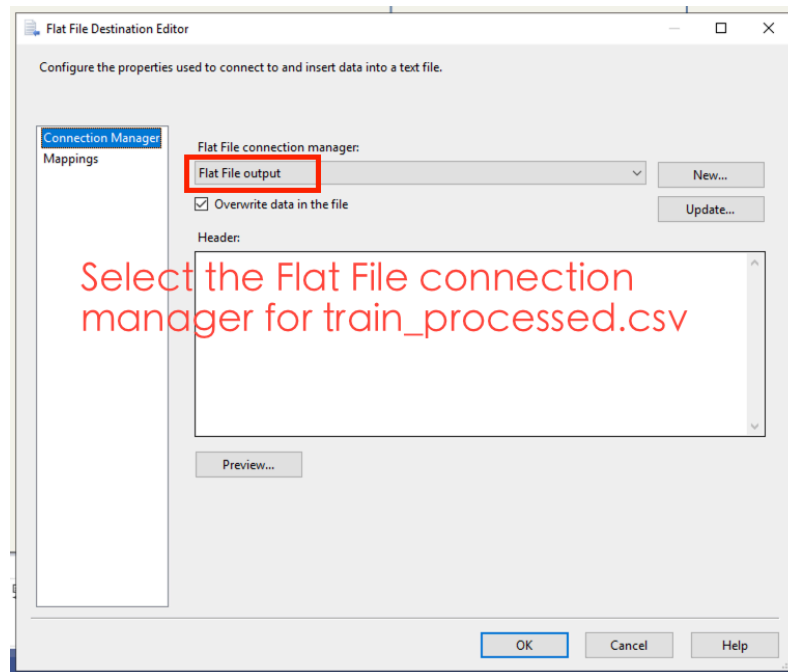 Flat File Destination Editor
Configure the properties used to connect to and insert data into a text file.
Connection Manager
Mappings
Flat File connection manager:
Flat File output
New...
Overwrite data in the file
Update...
Header:
Select the Flat File connection
manager for train_processed.csv
Preview...
OK
Cancel
Help